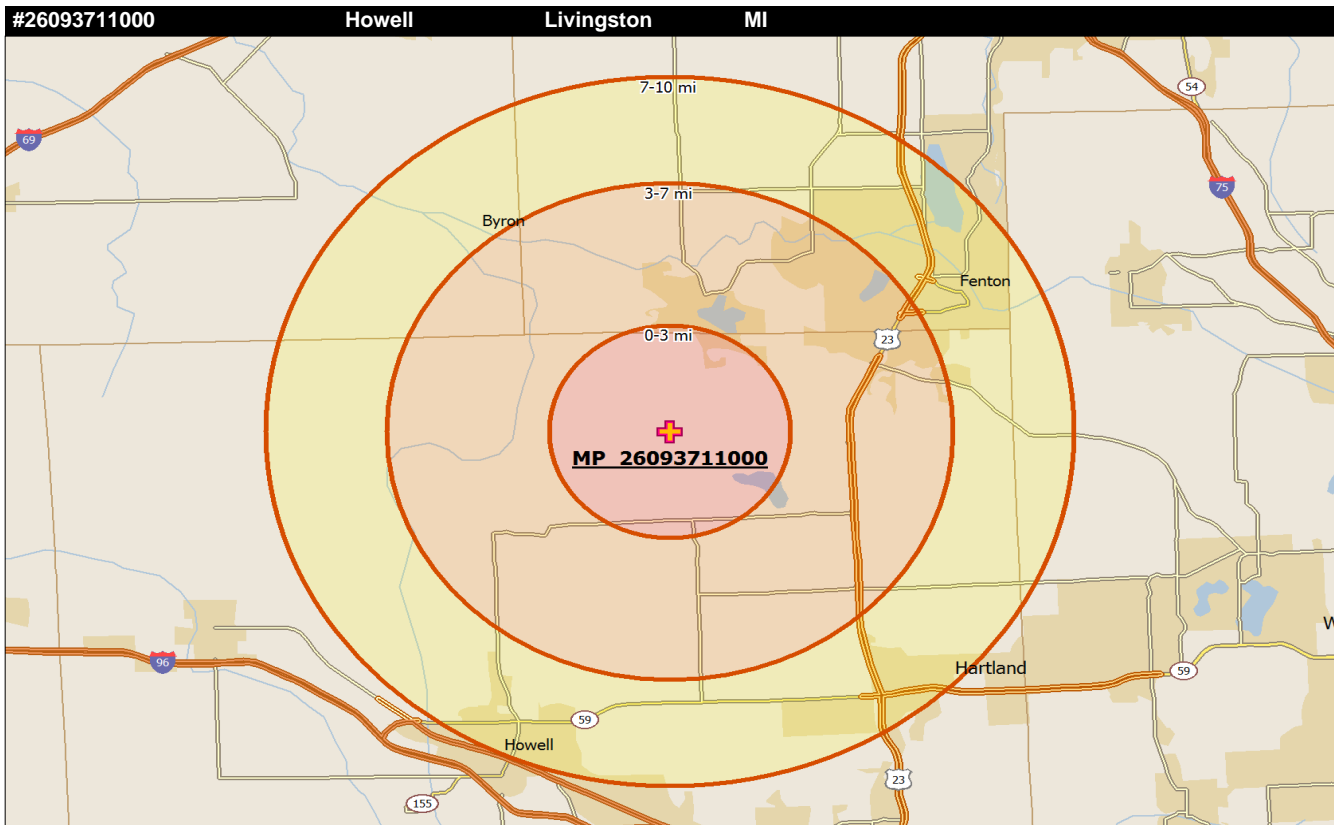 #26093711000 Howell Livingston MI
7-10 mi
54
69
3-7 mi
75
Byron
Fenton
0-3 mi
23
MP 26093711000
W
96
Hartland
59
59
Howell
23
155